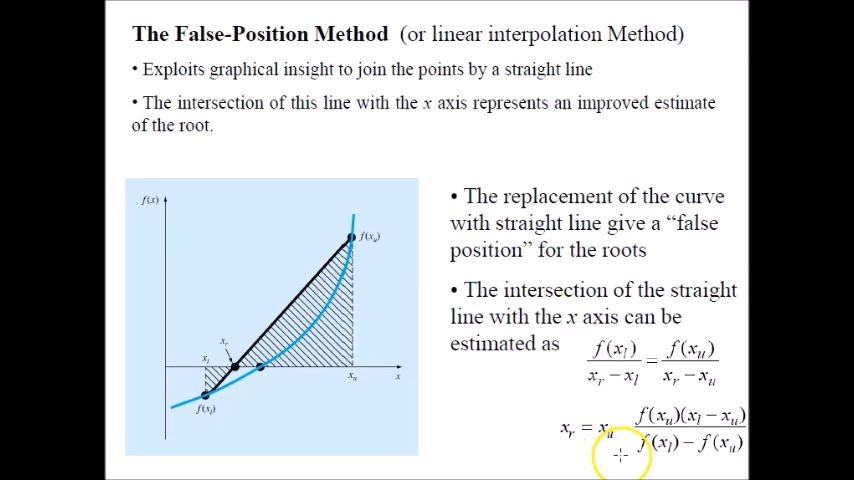 The False-Position Method (or linear interpolation Method)
• Exploits graphical insight to join the points by a straight line
• The intersection of this line with the x axis represents an improved estimate
of the root.
f(x)
f(xᵤ)
xᵣ
xₗ
xᵤ
x
f(xₗ)
• The replacement of the curve
with straight line give a “false
position” for the roots
• The intersection of the straight
line with the x axis can be
estimated as
f(xₗ)/(xᵣ − xₗ) = f(xᵤ)/(xᵣ − xᵤ)
xᵣ = xᵤ f(xᵤ)(xₗ − xᵤ)/(f(xₗ) − f(xᵤ))